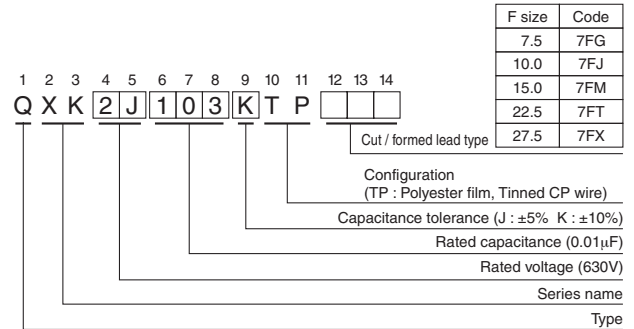 F size Code
7.5 7FG
10.0 7FJ
15.0 7FM
22.5 7FT
27.5 7FX
1 2 3 4 5 6 7 8 9 10 11 12 13 14
Q X K 2 J 1 0 3 K T P
Cut / formed lead type
Configuration
(TP : Polyester film, Tinned CP wire)
Capacitance tolerance (J : ±5% K : ±10%)
Rated capacitance (0.01μF)
Rated voltage (630V)
Series name
Type